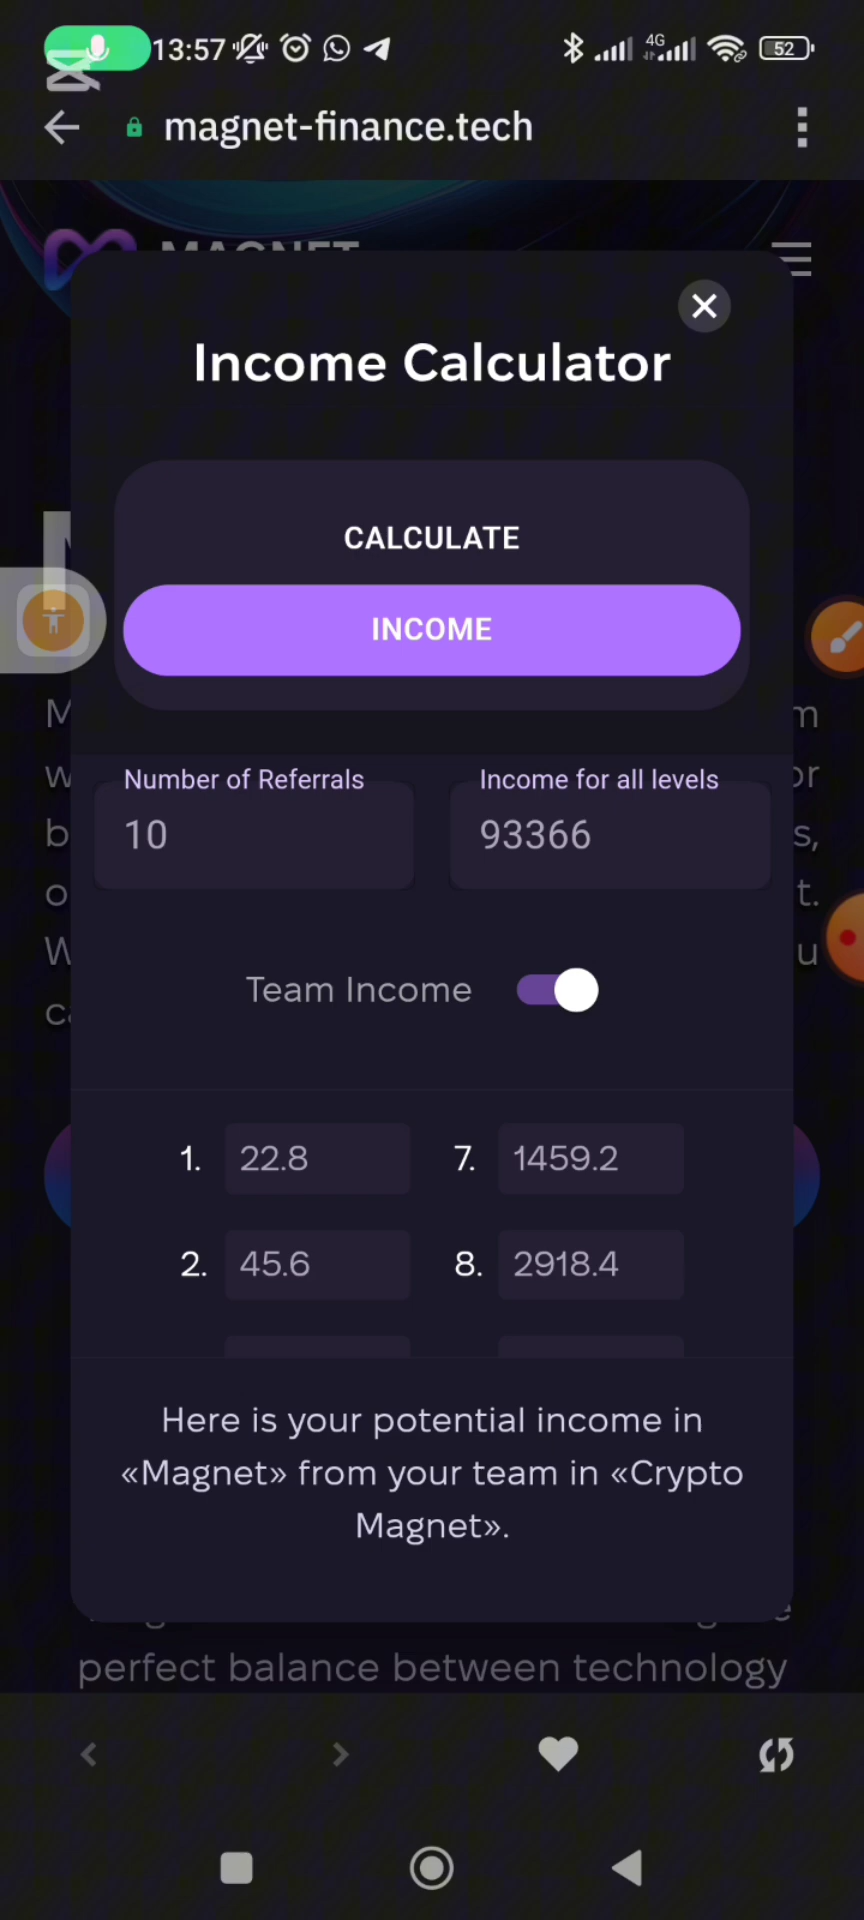 13:57
4G
52
magnet-finance.tech
MAGNET
Income Calculator
CALCULATE
INCOME
Number of Referrals
Income for all levels
10
93366
Team Income
1. 22.8
7. 1459.2
2. 45.6
8. 2918.4
Here is your potential income in
«Magnet» from your team in «Crypto
Magnet».
perfect balance between technology